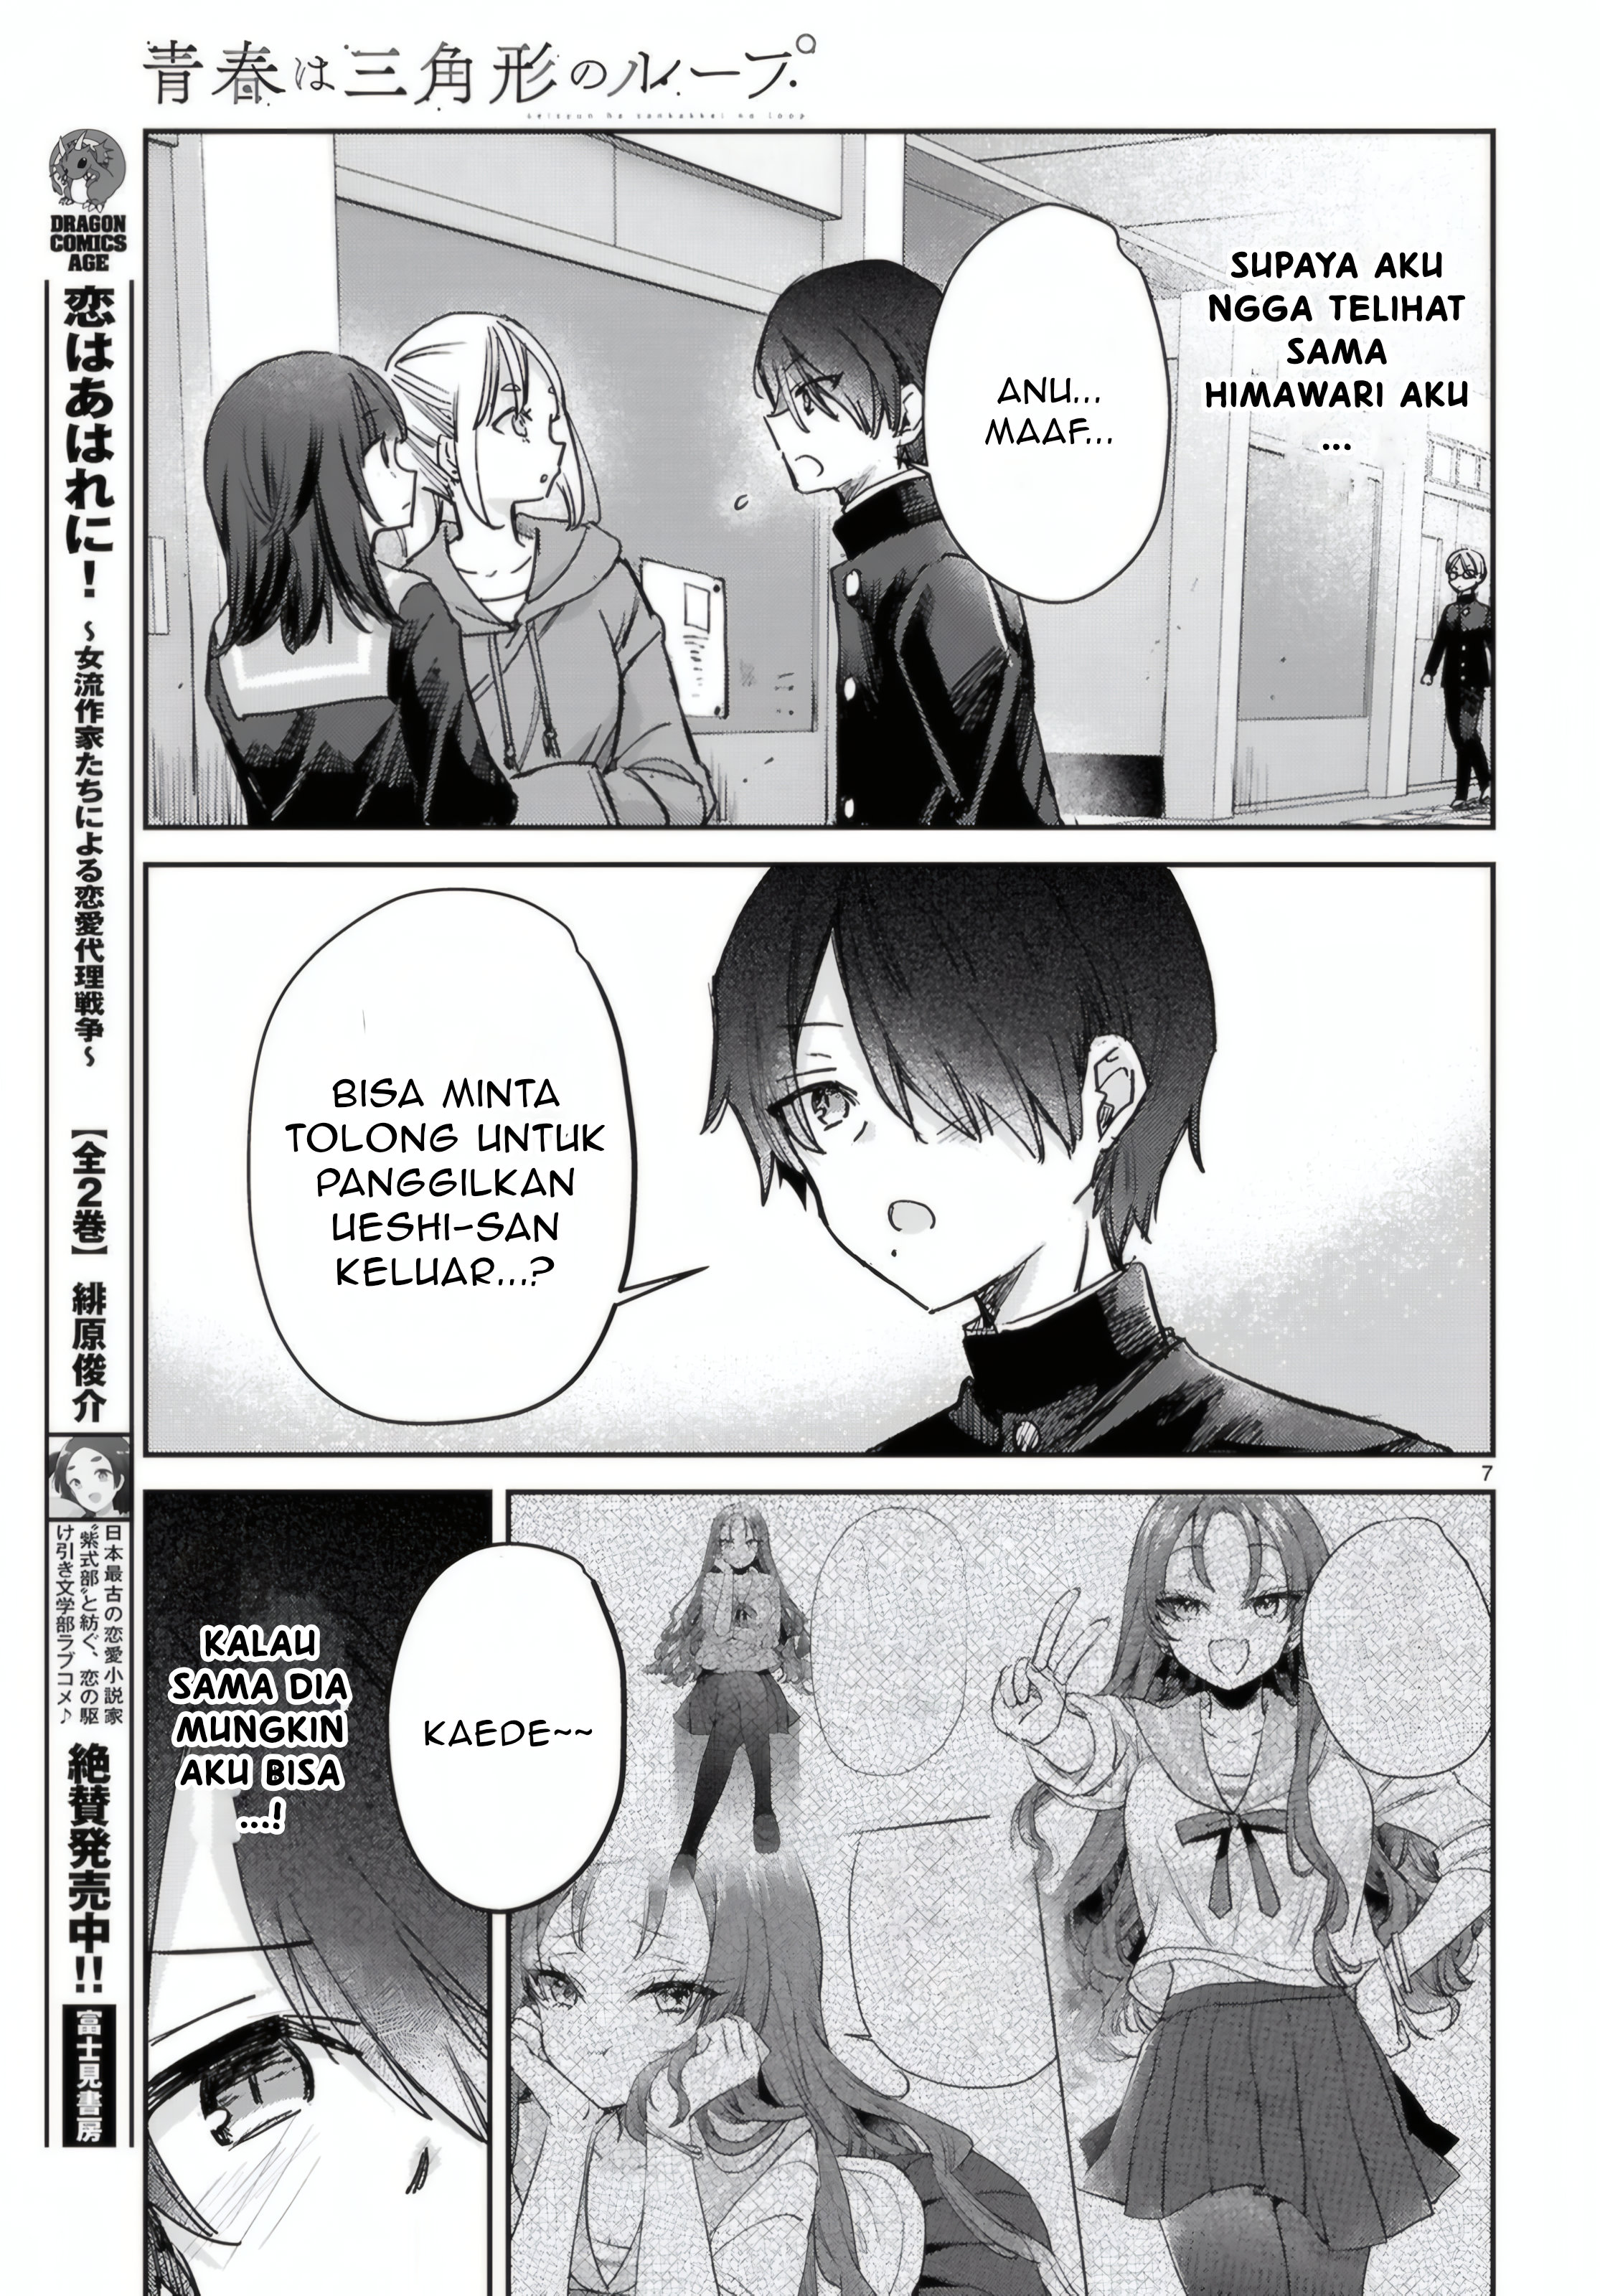 青春は三角形のループ。
seisyun ha sankakkei no loop
SUPAYA AKU
NGGA TELIHAT
SAMA
HIMAWARI AKU
...
ANU...
MAAF...
BISA MINTA
TOLONG UNTUK
PANGGILKAN
UESHI-SAN
KELUAR...?
7
KAEDE~~
KALAU
SAMA DIA
MUNGKIN
AKU BISA
...!
DRAGON
COMICS
AGE
恋はあはれに!
～女流作家たちによる恋愛代理戦争～
【全2巻】
緋原俊介
日本最古の恋愛小説家
“紫式部”と紡ぐ、恋の駆
け引き文学部ラブコメ♪
絶賛発売中!!
富士見書房